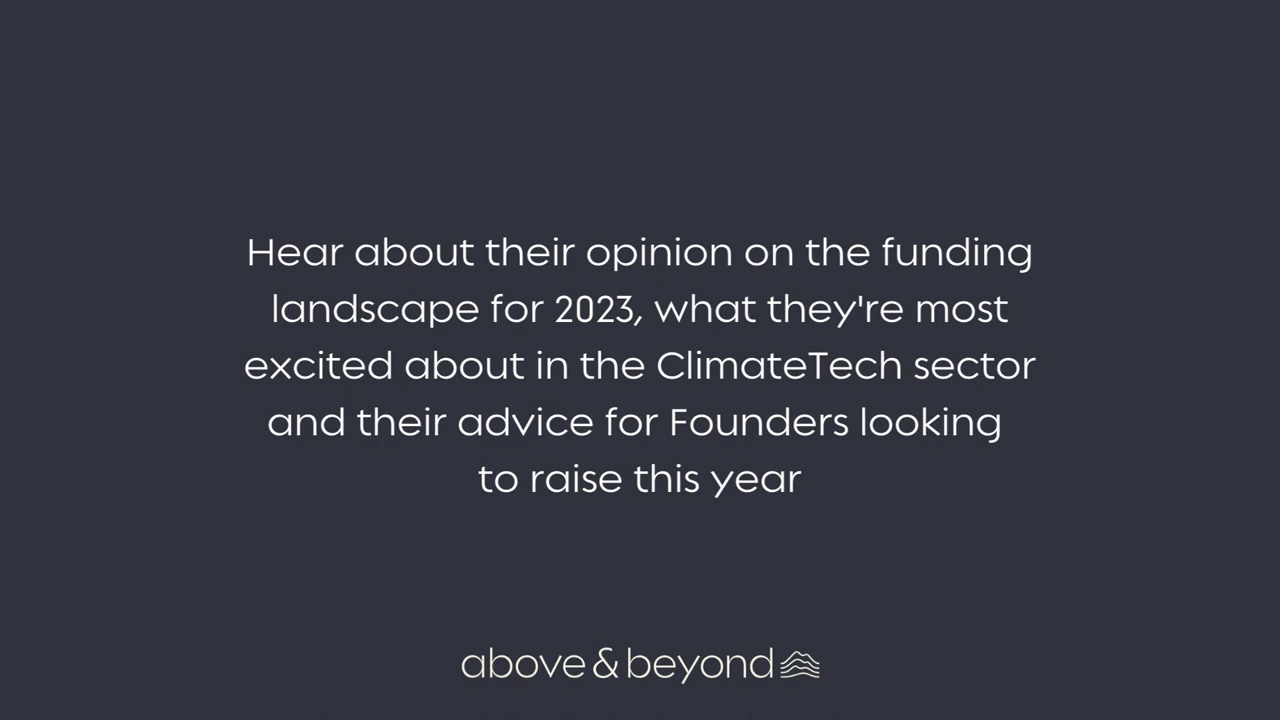 Hear about their opinion on the funding
landscape for 2023, what they're most
excited about in the ClimateTech sector
and their advice for Founders looking
to raise this year
above & beyond